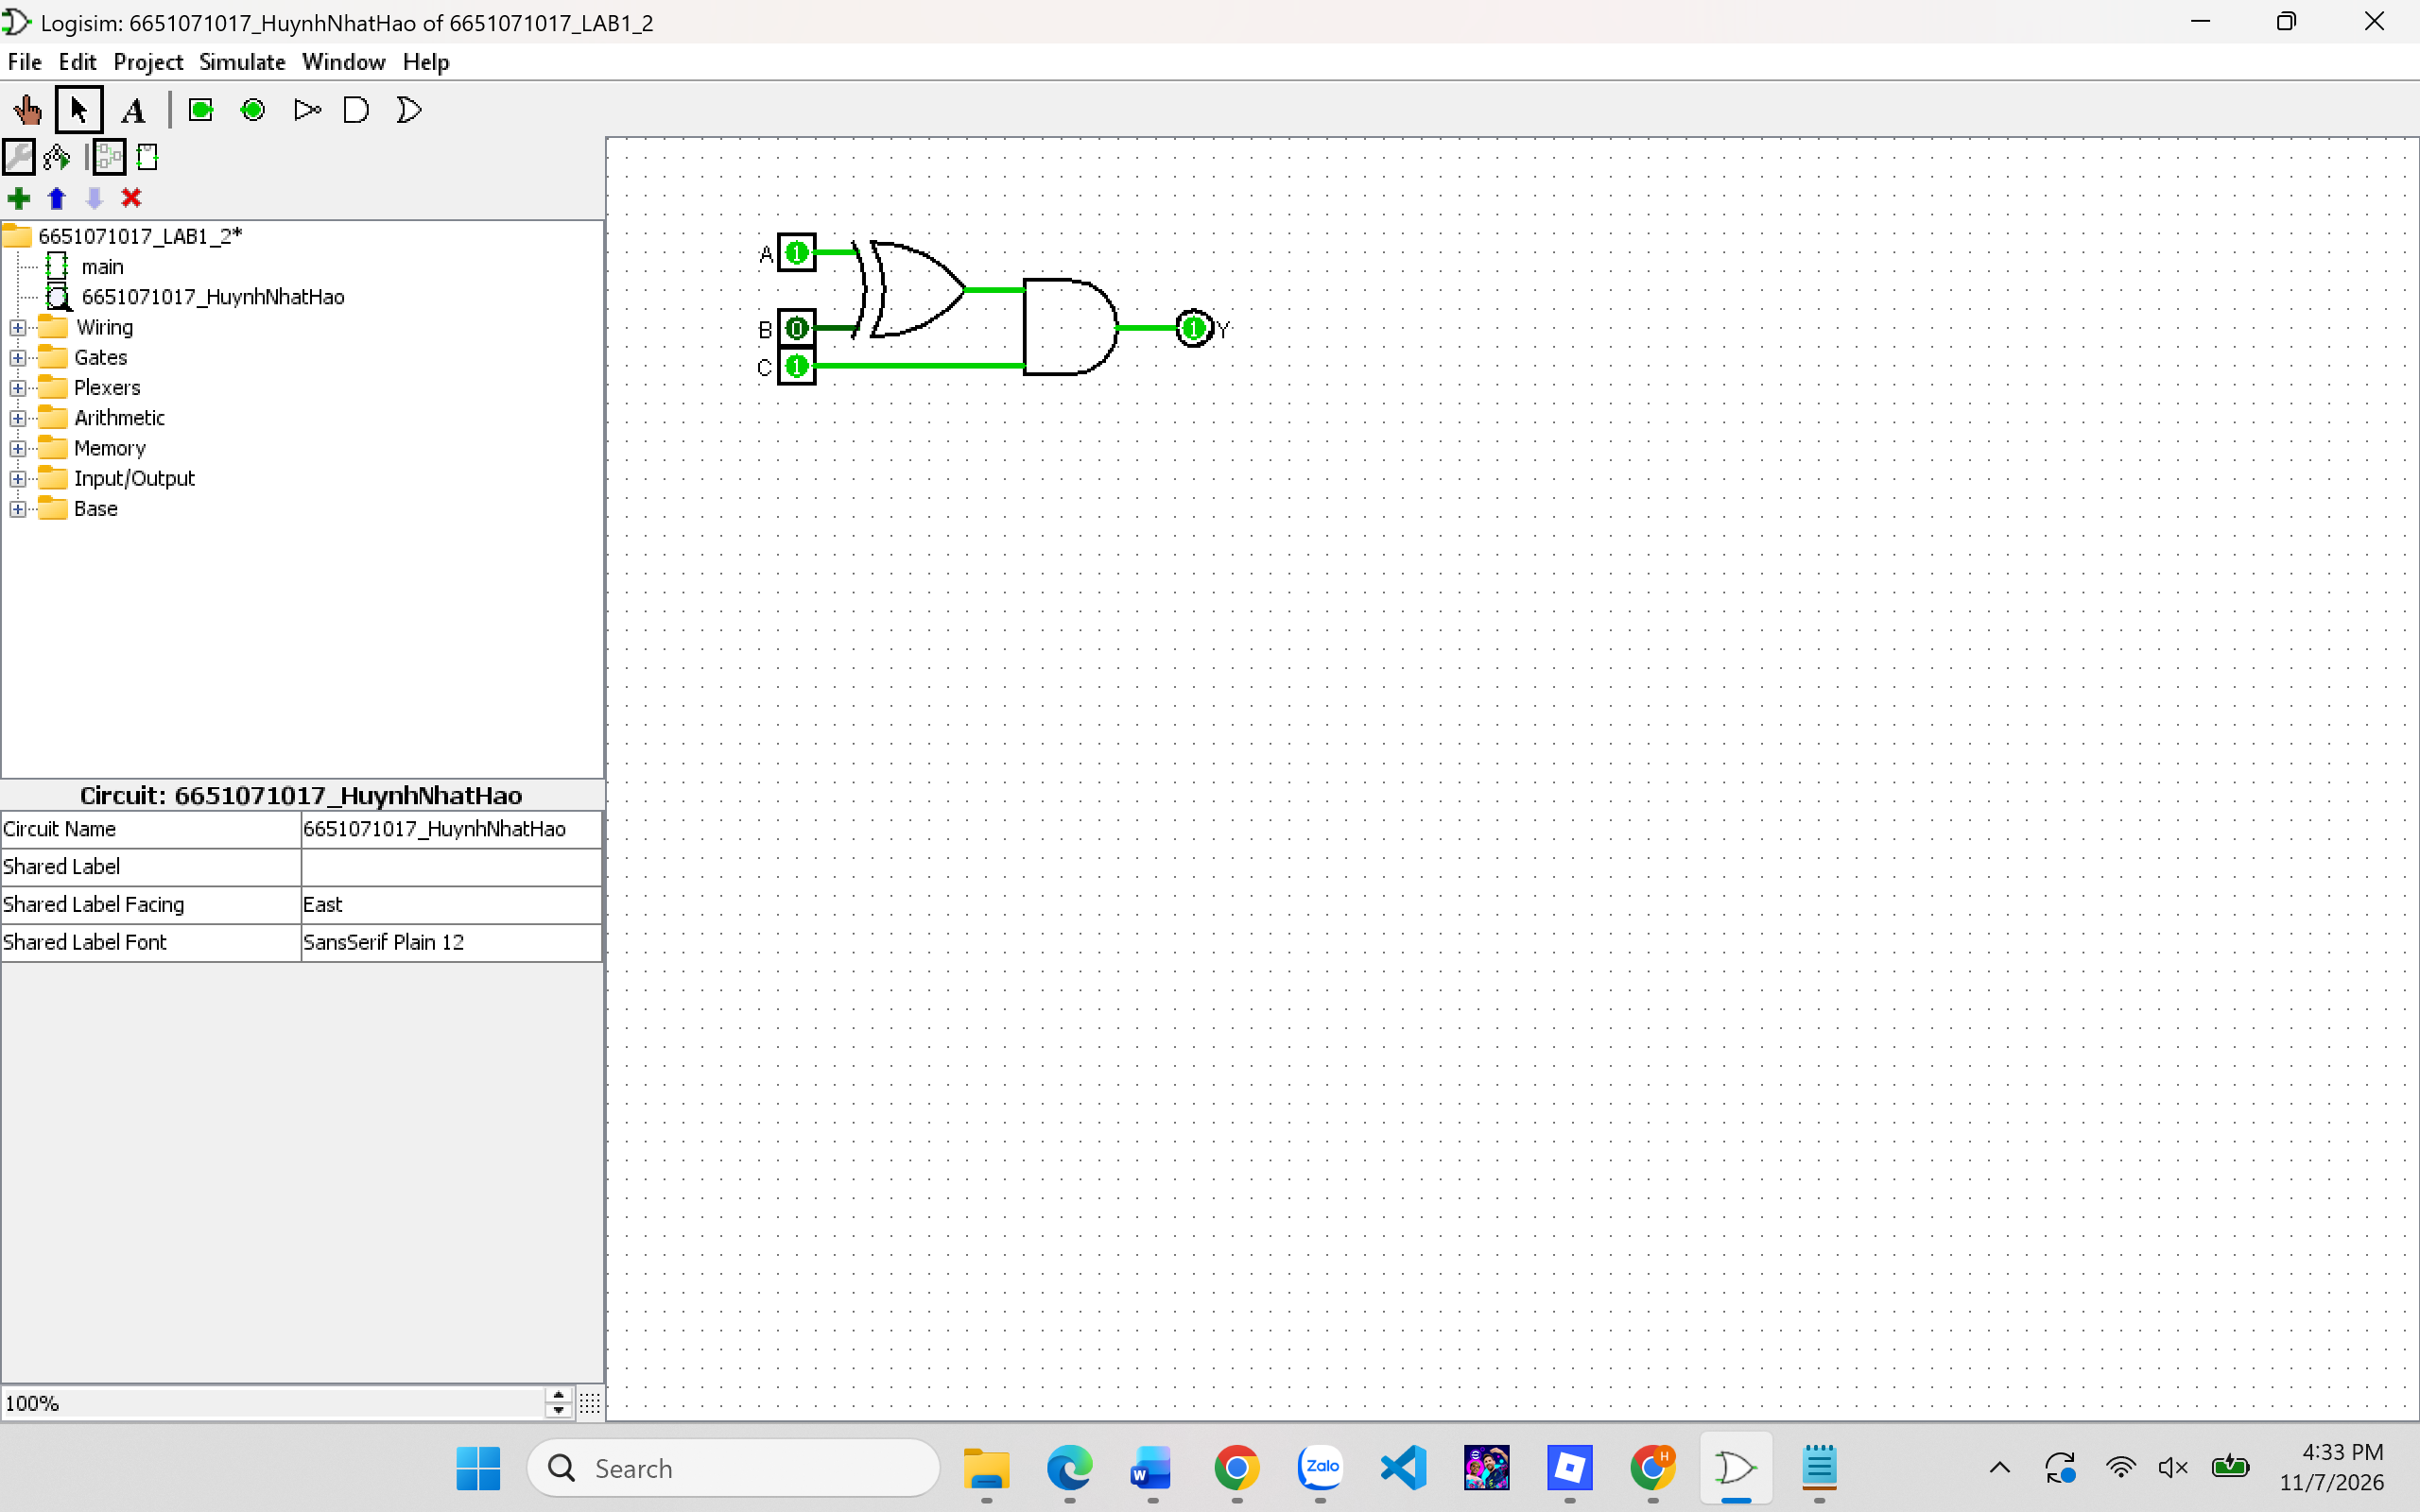 Logisim: 6651071017_HuynhNhatHao of 6651071017_LAB1_2
File Edit Project Simulate Window Help
A
6651071017_LAB1_2*
main
6651071017_HuynhNhatHao
Wiring
Gates
Plexers
Arithmetic
Memory
Input/Output
Base
A 1
B 0
C 1
1 Y
Circuit: 6651071017_HuynhNhatHao
Circuit Name 6651071017_HuynhNhatHao
Shared Label
Shared Label Facing East
Shared Label Font SansSerif Plain 12
100%
Search
W
Zalo
H
4:33 PM
11/7/2026